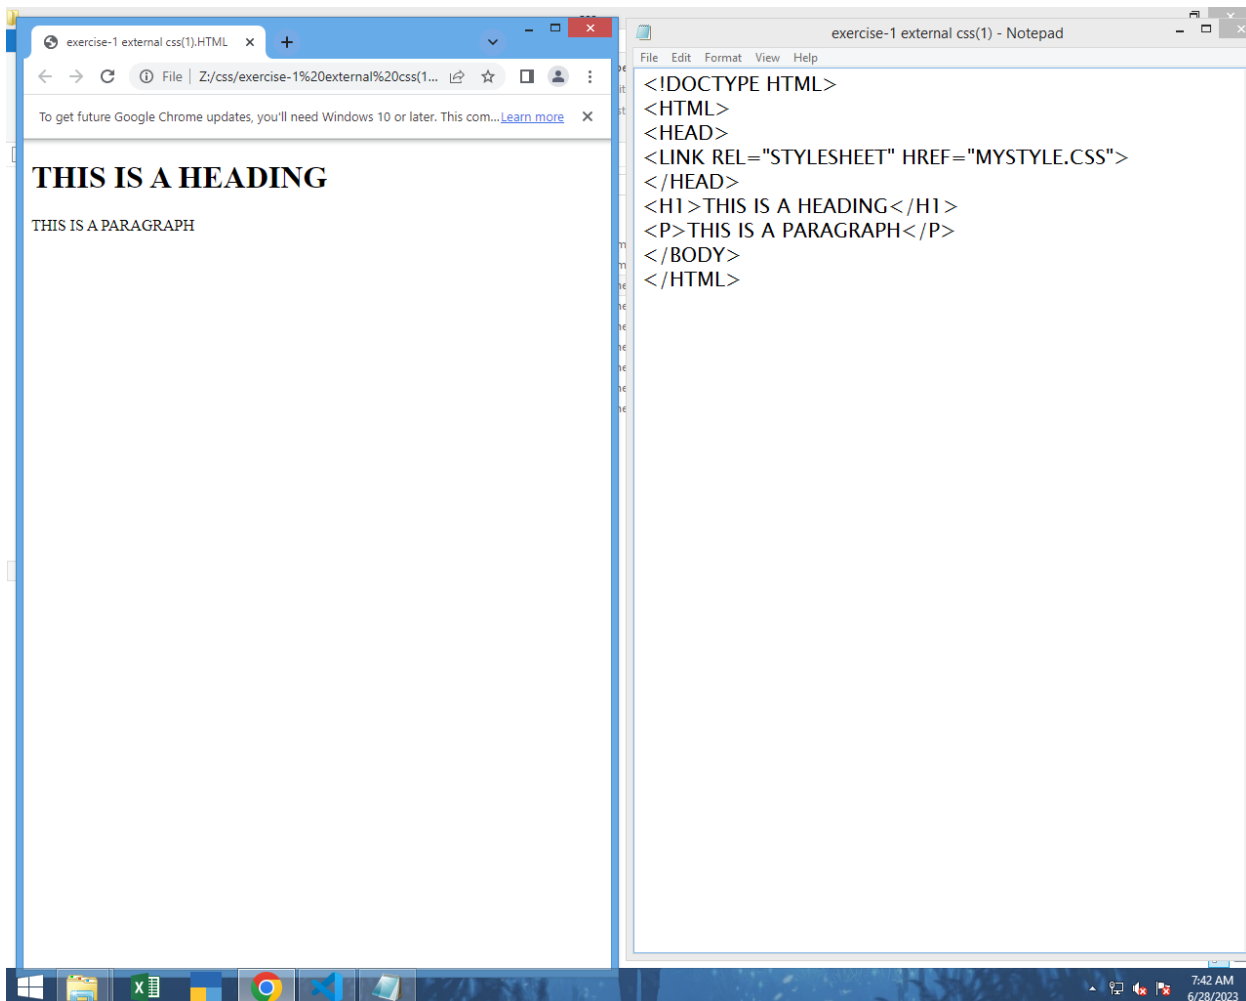 exercise-1 external css(1).HTML
File
Z:/css/exercise-1%20external%20css(1...
To get future Google Chrome updates, you'll need Windows 10 or later. This com... Learn more
THIS IS A HEADING
THIS IS A PARAGRAPH
exercise-1 external css(1) - Notepad
File Edit Format View Help
<!DOCTYPE HTML>
<HTML>
<HEAD>
<LINK REL="STYLESHEET" HREF="MYSTYLE.CSS">
</HEAD>
<H1>THIS IS A HEADING</H1>
<P>THIS IS A PARAGRAPH</P>
</BODY>
</HTML>
7:42 AM
6/28/2023